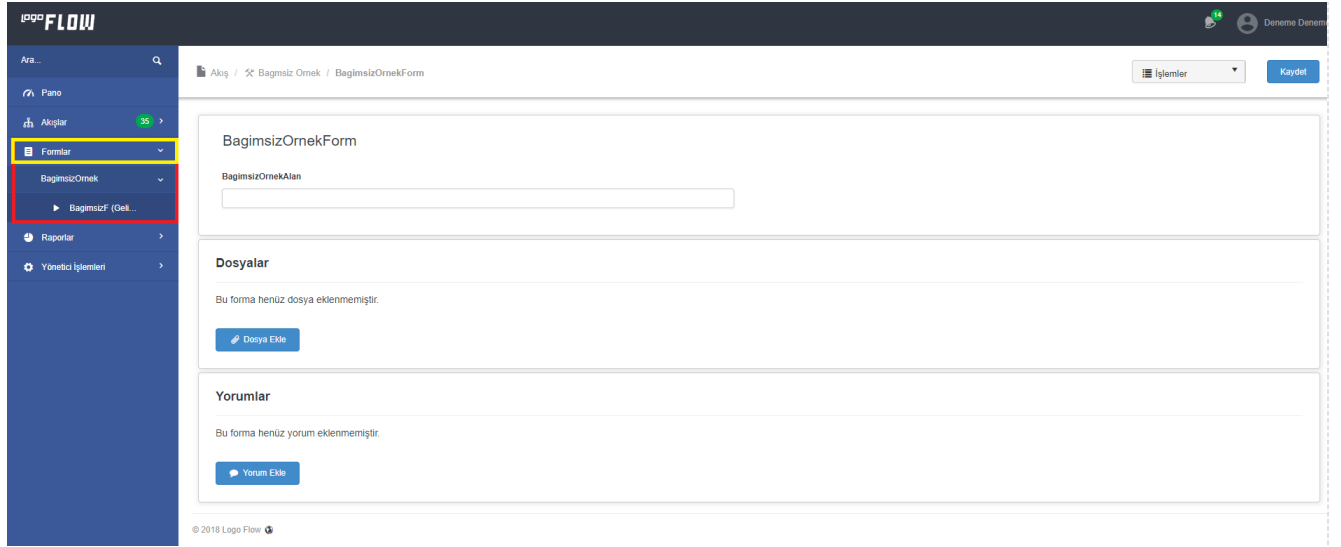 logo FLOW
14
Deneme Deneme
Ara...
Pano
Akışlar 35
Formlar
BagimsizOrnek
BagimsizF (Geli...
Raporlar
Yönetici İşlemleri
Akış / Bagmsiz Ornek / BagimsizOrnekForm
İşlemler
Kaydet
BagimsizOrnekForm
BagimsizOrnekAlan
Dosyalar
Bu forma henüz dosya eklenmemiştir.
Dosya Ekle
Yorumlar
Bu forma henüz yorum eklenmemiştir.
Yorum Ekle
© 2018 Logo Flow